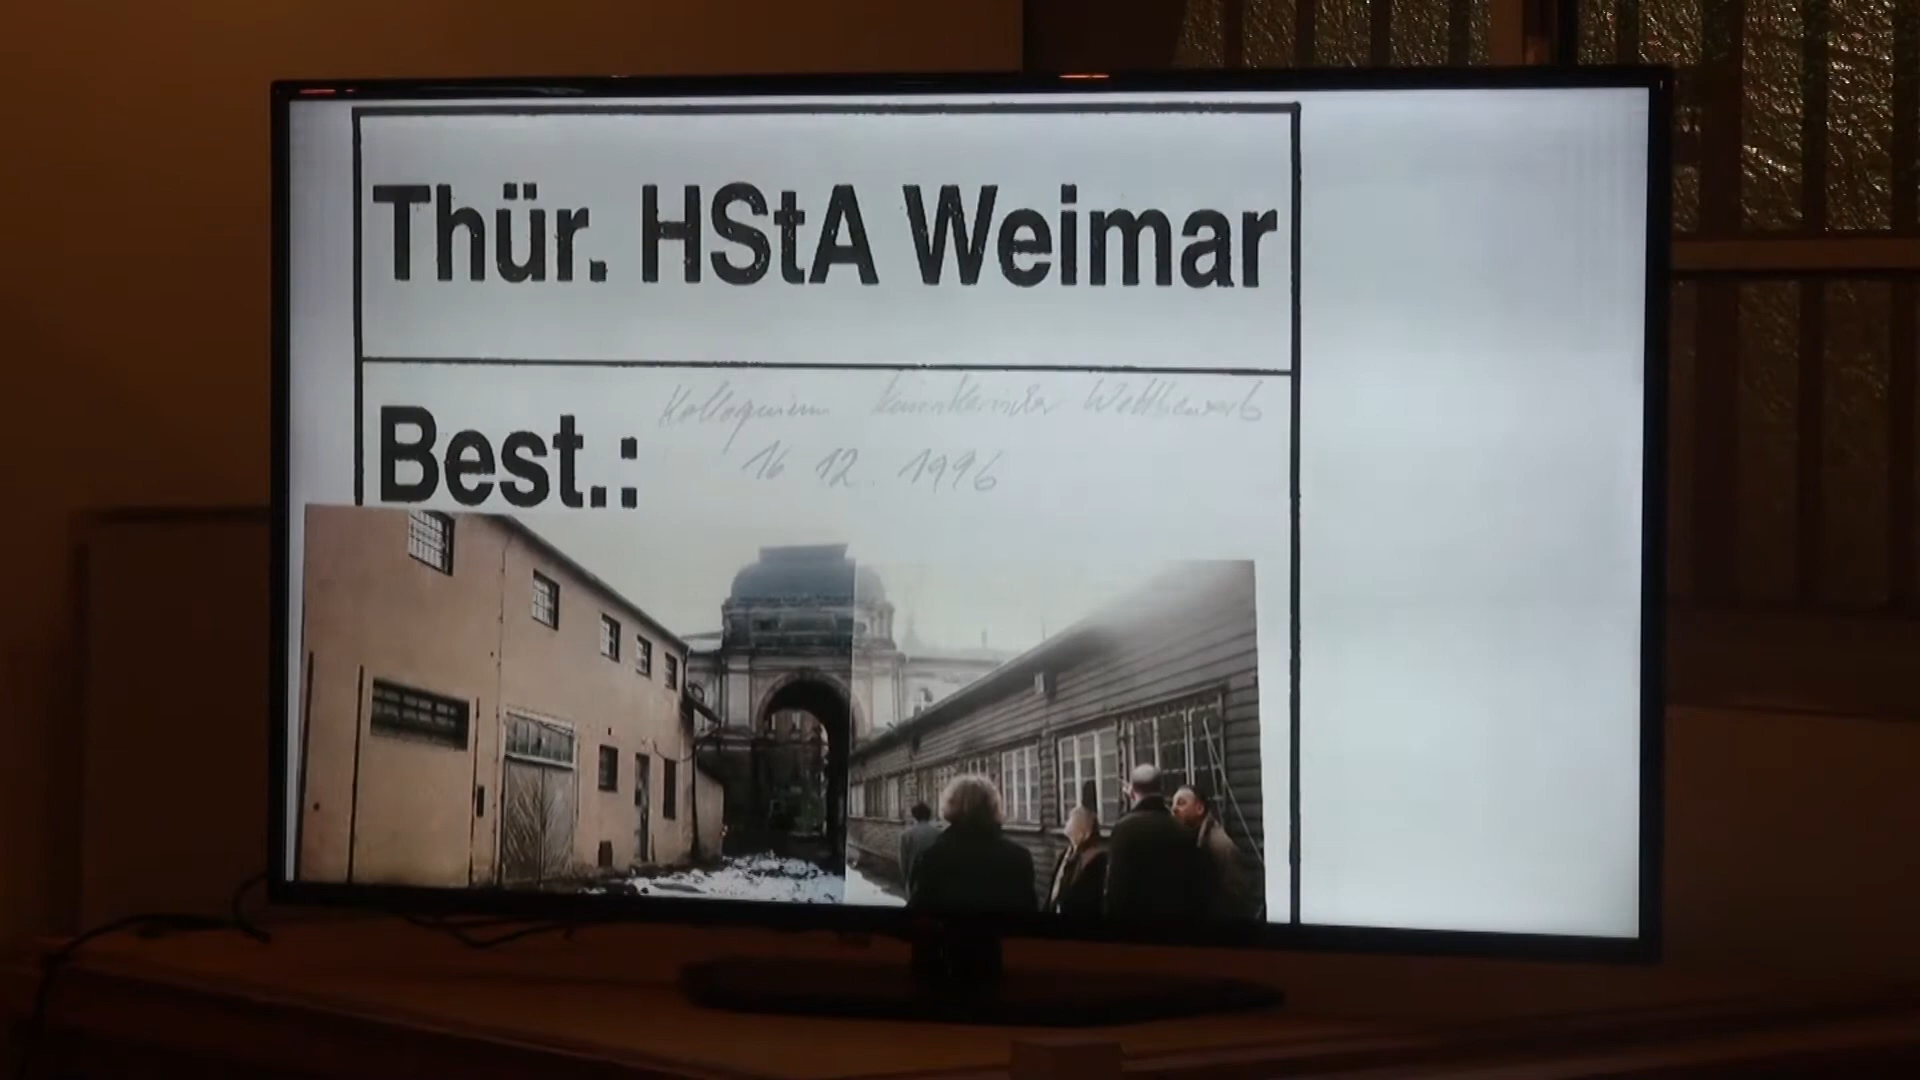 Thür. HStA Weimar
Best.:
Kolloquium künstlerischer Wettbewerb
16 12. 1996